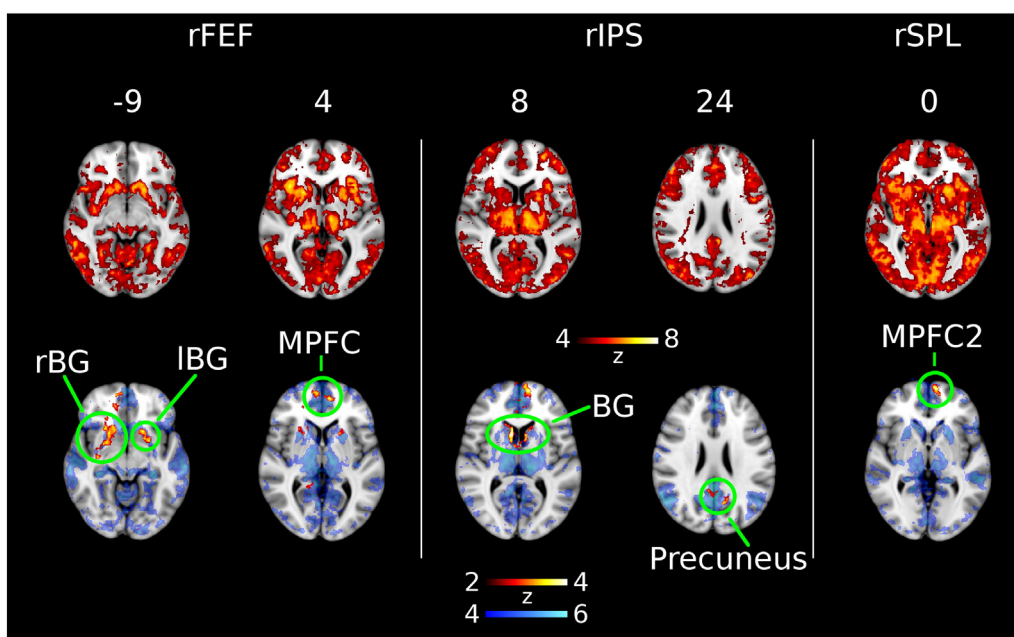 rFEF rIPS rSPL
-9 4 8 24 0
4 8
z
MPFC MPFC2
rBG lBG
BG
Precuneus
2 4
z
4 6